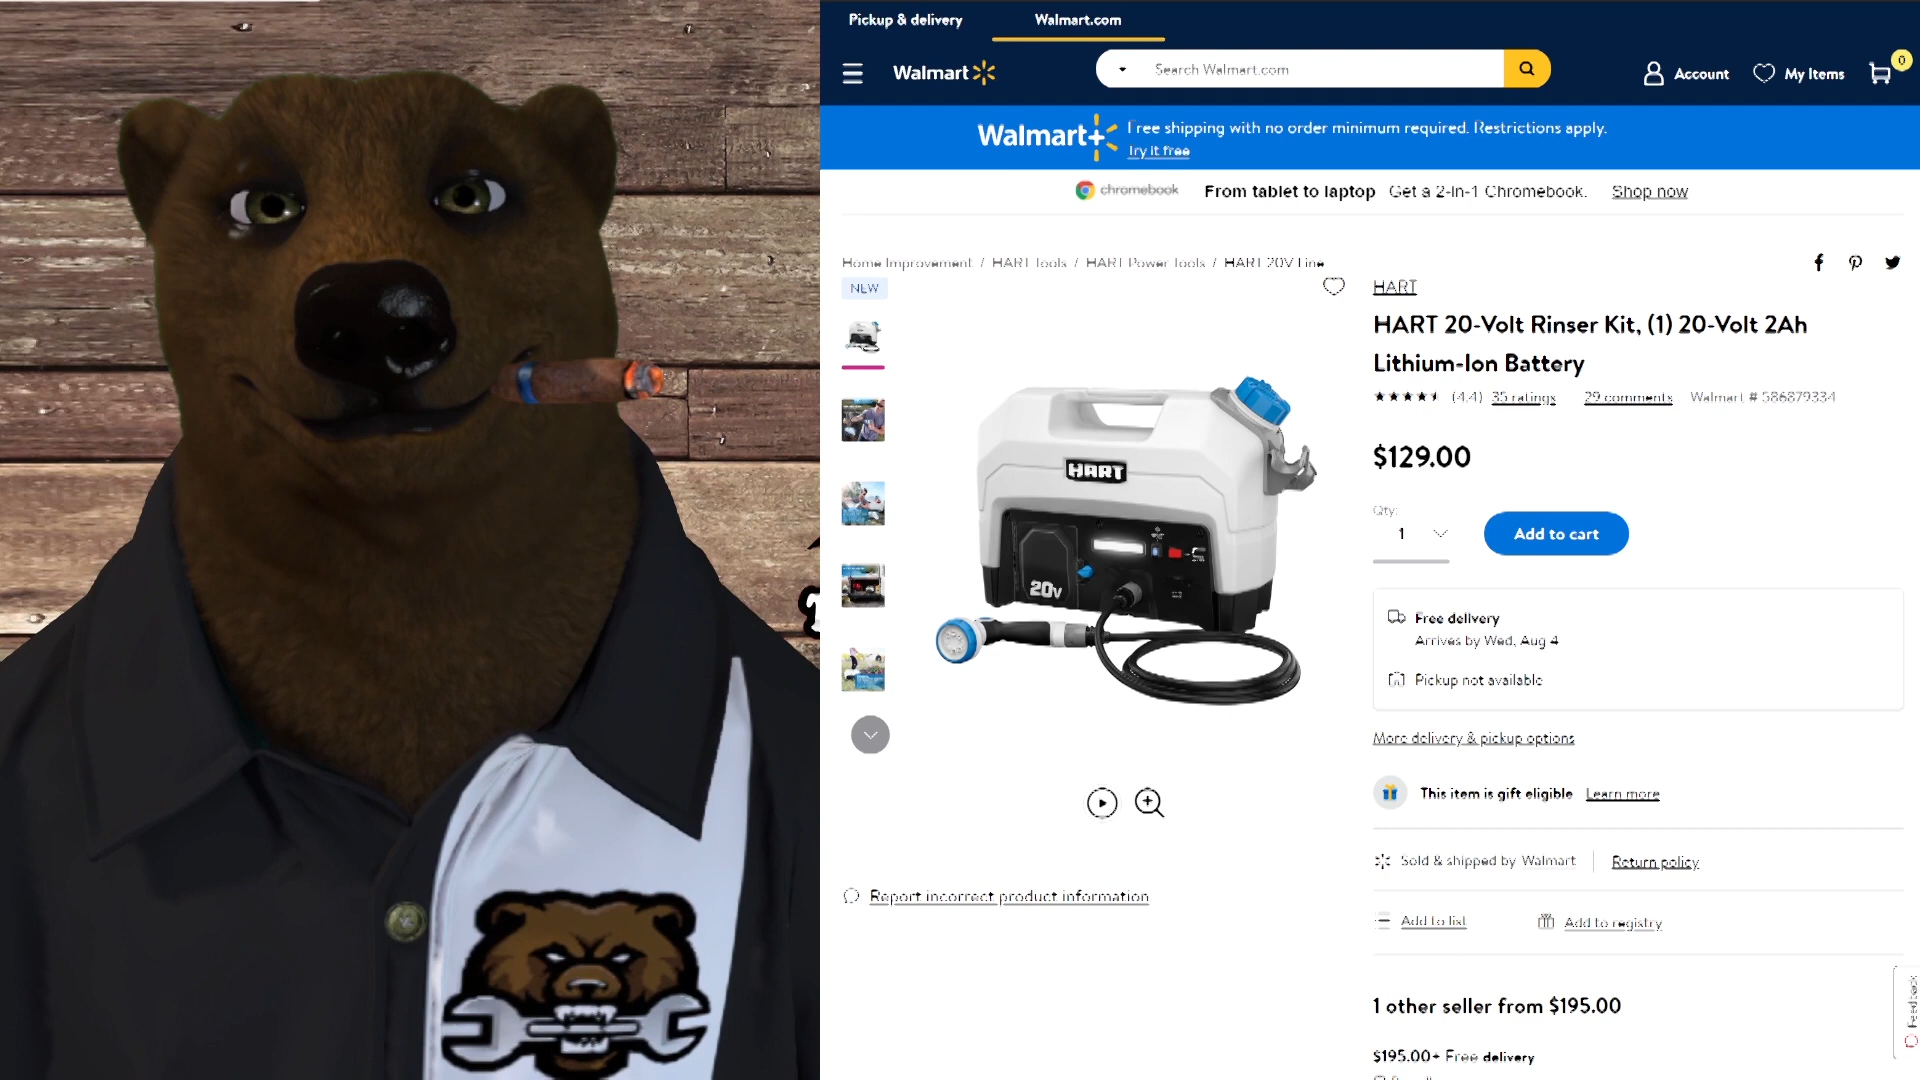 Pickup & delivery
Walmart.com
Walmart
Search Walmart.com
Account
My Items
0
Walmart+
Free shipping with no order minimum required. Restrictions apply.
Try it free
chromebook
From tablet to laptop Get a 2-in-1 Chromebook. Shop now
Home Improvement / HART Tools / HART Power Tools / HART 20V Line
NEW
HART
HART 20-Volt Rinser Kit, (1) 20-Volt 2Ah
Lithium-Ion Battery
(4.4) 35 ratings 29 comments Walmart # 586879334
$129.00
Qty:
1
Add to cart
HART
20v
Free delivery
Arrives by Wed, Aug 4
Pickup not available
More delivery & pickup options
This item is gift eligible Learn more
Sold & shipped by Walmart
Return policy
Report incorrect product information
Add to list
Add to registry
1 other seller from $195.00
$195.00+ Free delivery
Feedback